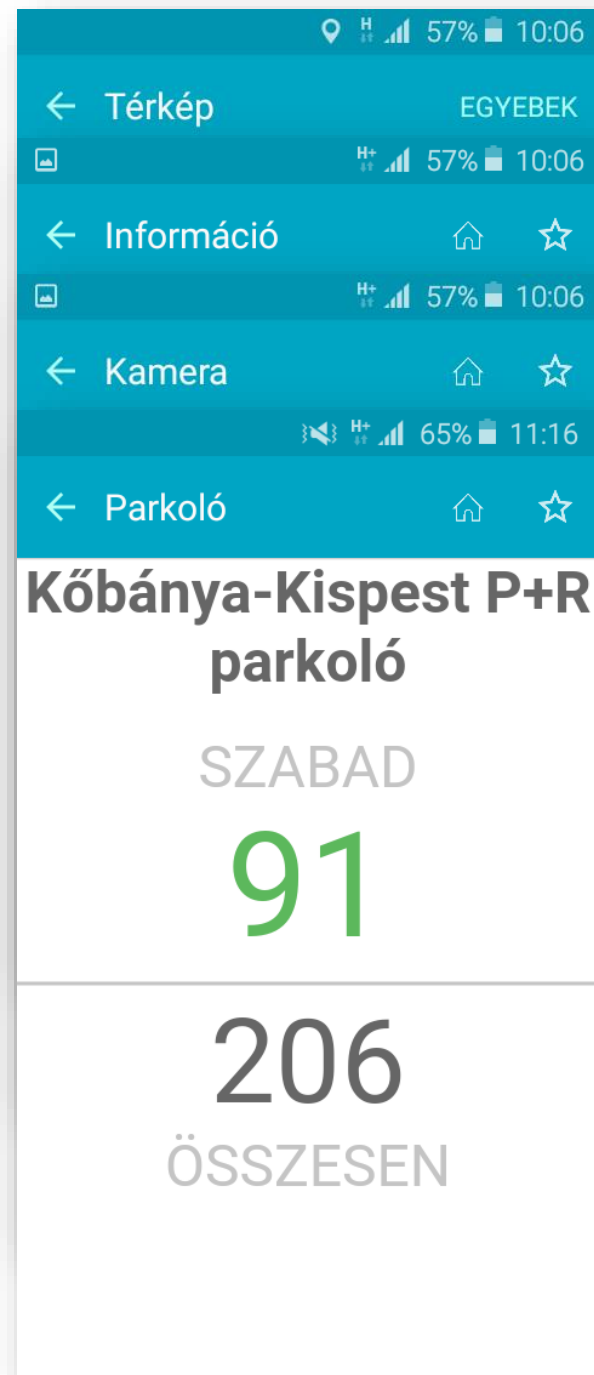 H 57% 10:06
Térkép EGYEBEK
H+ 57% 10:06
Információ
H+ 57% 10:06
Kamera
H+ 65% 11:16
Parkoló
Kőbánya-Kispest P+R
parkoló
SZABAD
91
206
ÖSSZESEN